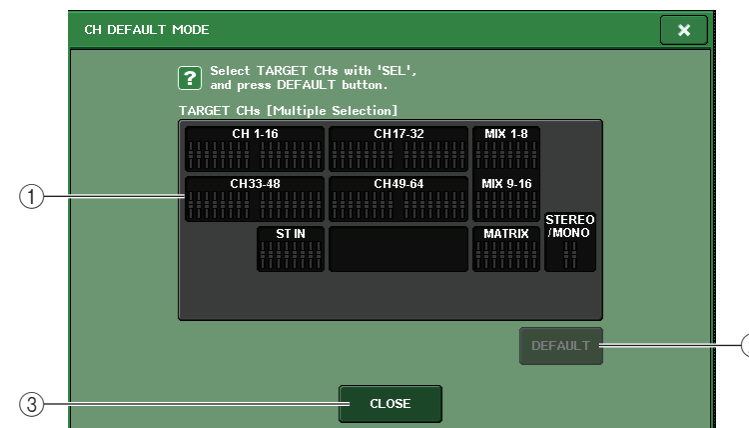 CH DEFAULT MODE
×
? Select TARGET CHs with 'SEL',
and press DEFAULT button.
TARGET CHs [Multiple Selection]
CH 1-16 CH17-32 MIX 1-8
① CH33-48 CH49-64 MIX 9-16
STEREO
/MONO
ST IN MATRIX
DEFAULT
③ CLOSE